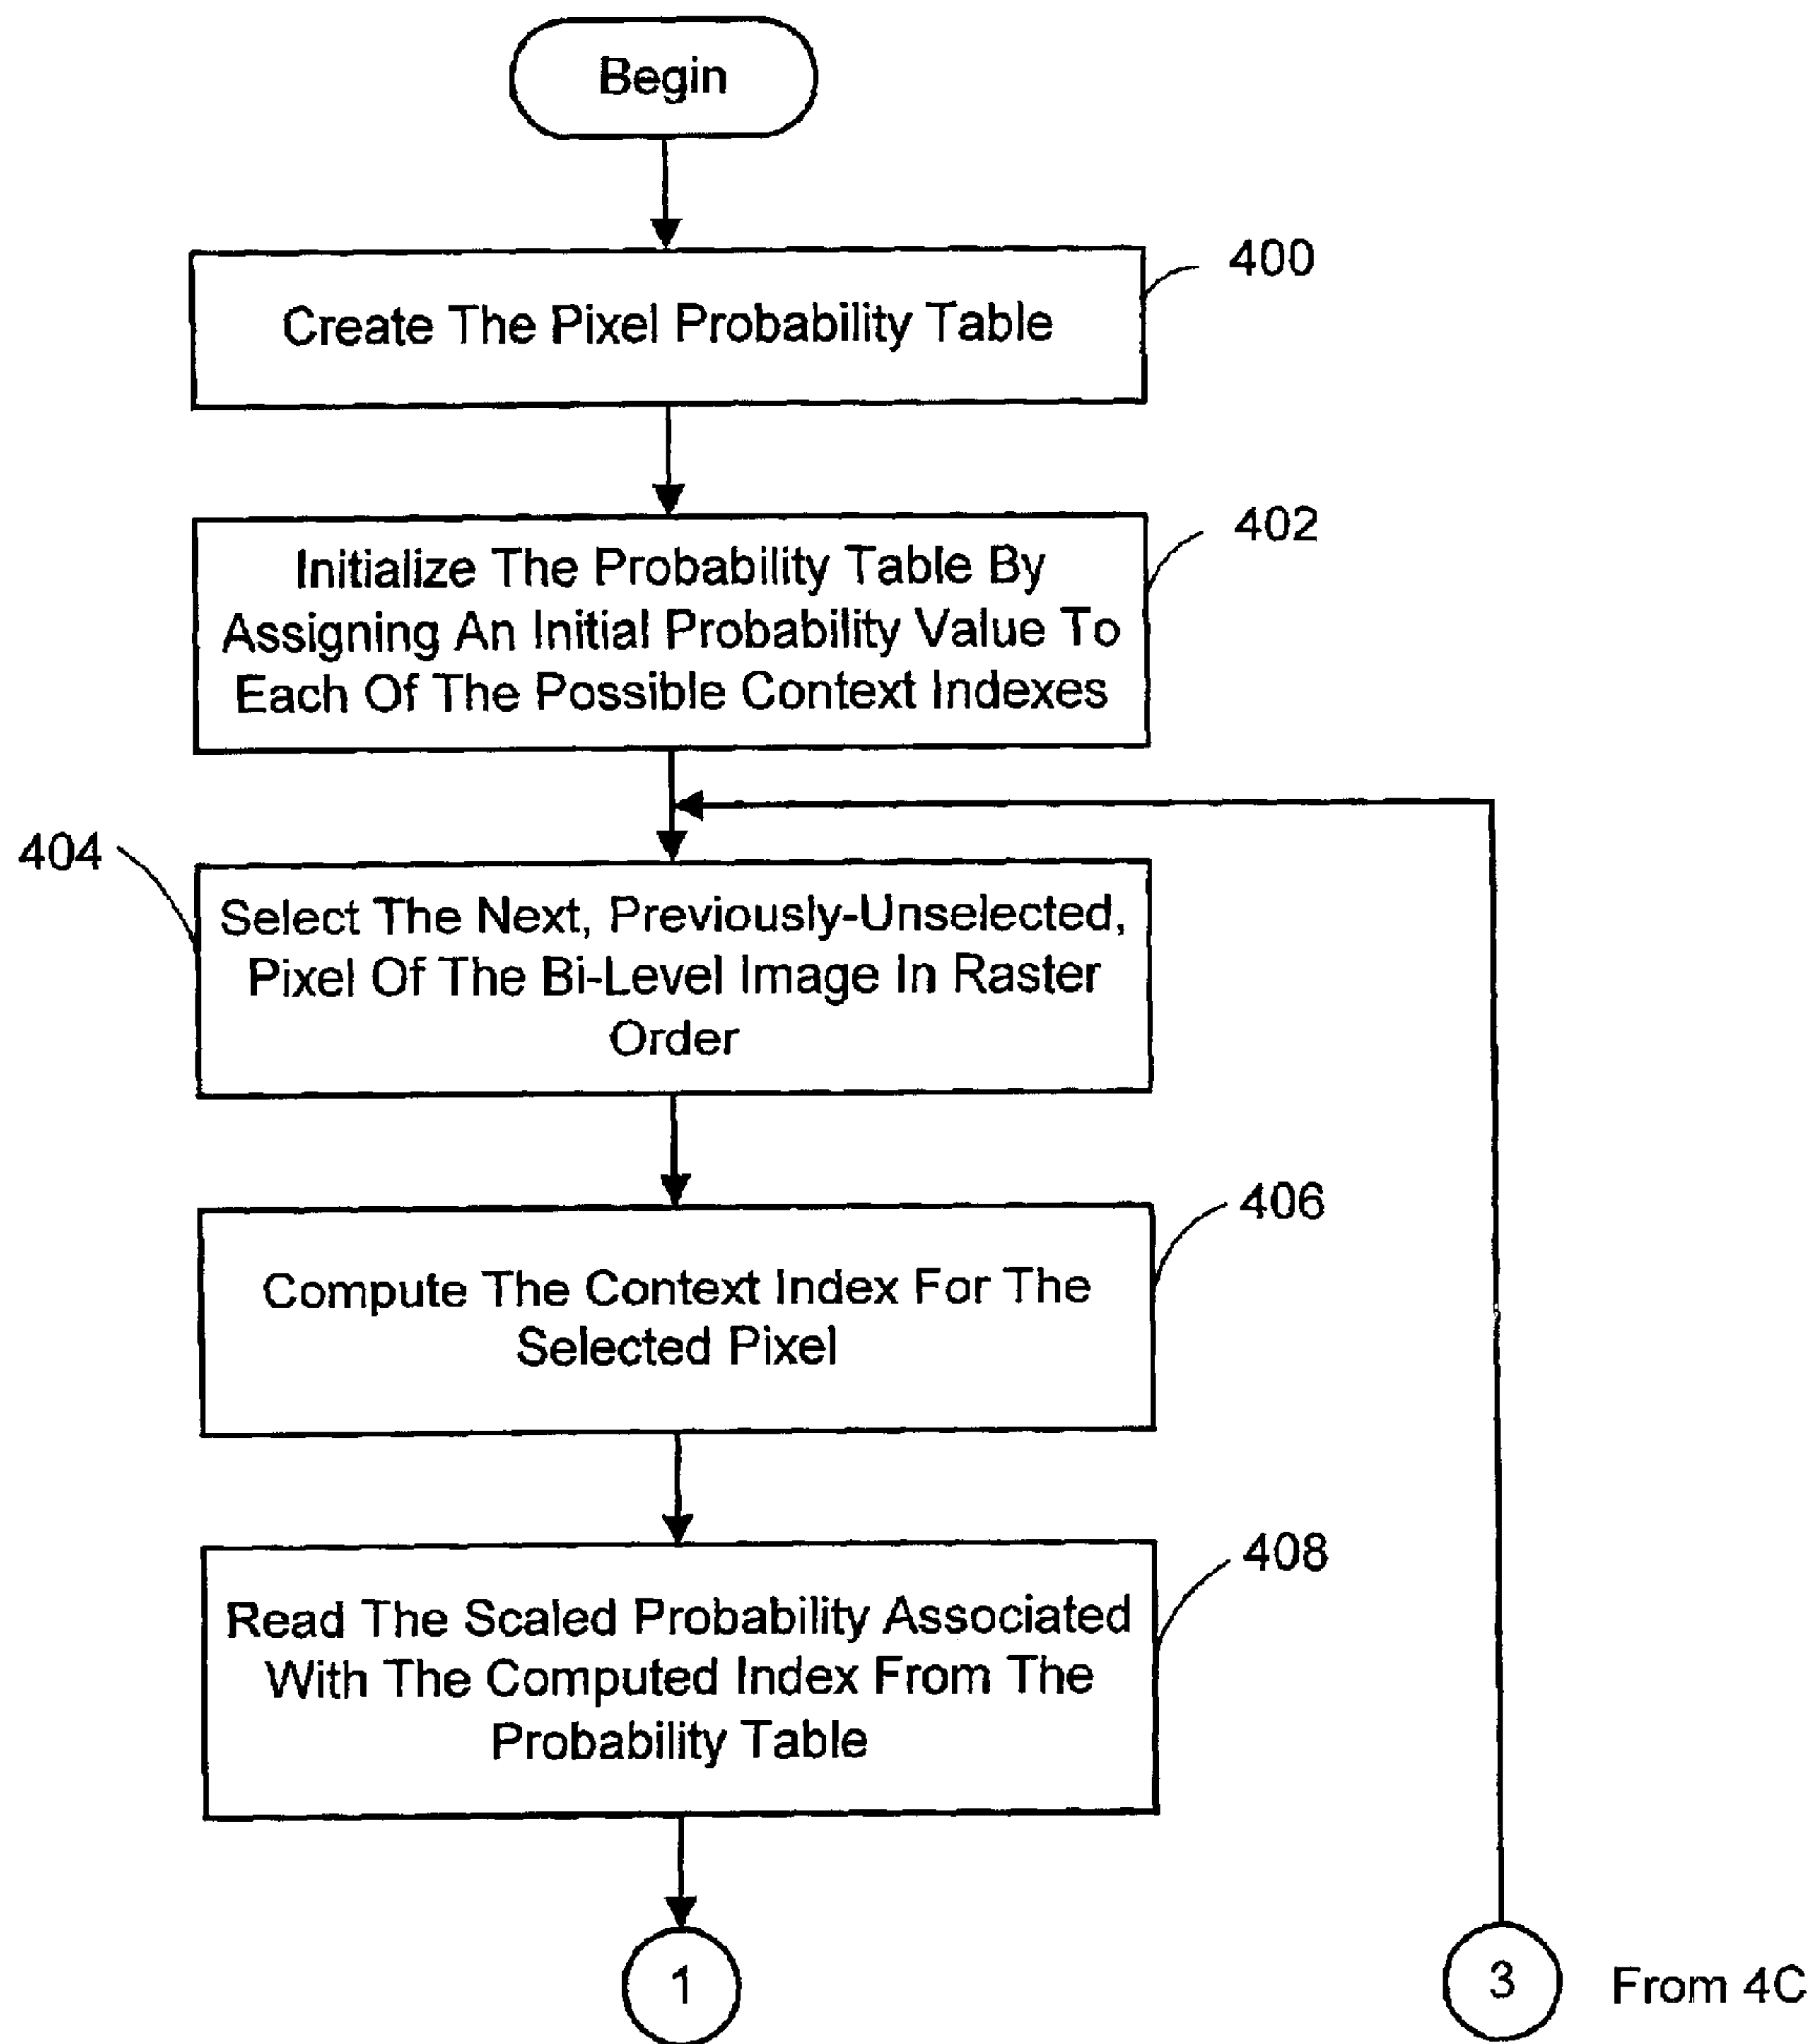 Begin
400
Create The Pixel Probability Table
402
Initialize The Probability Table By
Assigning An Initial Probability Value To
Each Of The Possible Context Indexes
404
Select The Next, Previously-Unselected,
Pixel Of The Bi-Level Image In Raster
Order
406
Compute The Context Index For The
Selected Pixel
408
Read The Scaled Probability Associated
With The Computed Index From The
Probability Table
1
3
From 4C